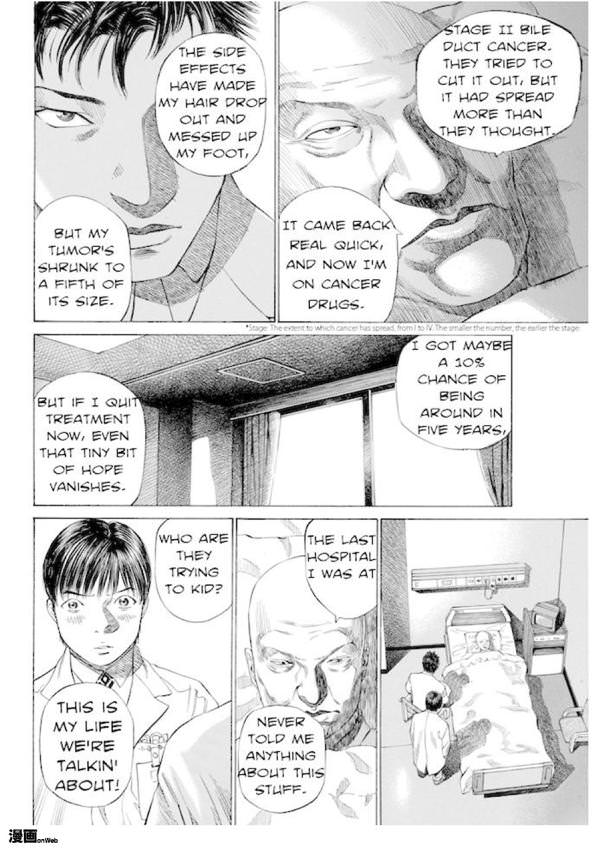 STAGE II BILE
DUCT CANCER.
THEY TRIED TO
CUT IT OUT, BUT
IT HAD SPREAD
MORE THAN
THEY THOUGHT.
IT CAME BACK
REAL QUICK,
AND NOW I'M
ON CANCER
DRUGS.
THE SIDE
EFFECTS
HAVE MADE
MY HAIR DROP
OUT AND
MESSED UP
MY FOOT,
BUT MY
TUMOR'S
SHRUNK TO
A FIFTH OF
ITS SIZE.
*Stage: The extent to which cancer has spread, from I to IV. The smaller the number, the earlier the stage
I GOT MAYBE
A 10%
CHANCE OF
BEING
AROUND IN
FIVE YEARS,
BUT IF I QUIT
TREATMENT
NOW, EVEN
THAT TINY BIT
OF HOPE
VANISHES.
THE LAST
HOSPITAL
I WAS AT
NEVER
TOLD ME
ANYTHING
ABOUT THIS
STUFF.
WHO ARE
THEY
TRYING
TO KID?
THIS IS
MY LIFE
WE'RE
TALKIN'
ABOUT!
漫画onWeb